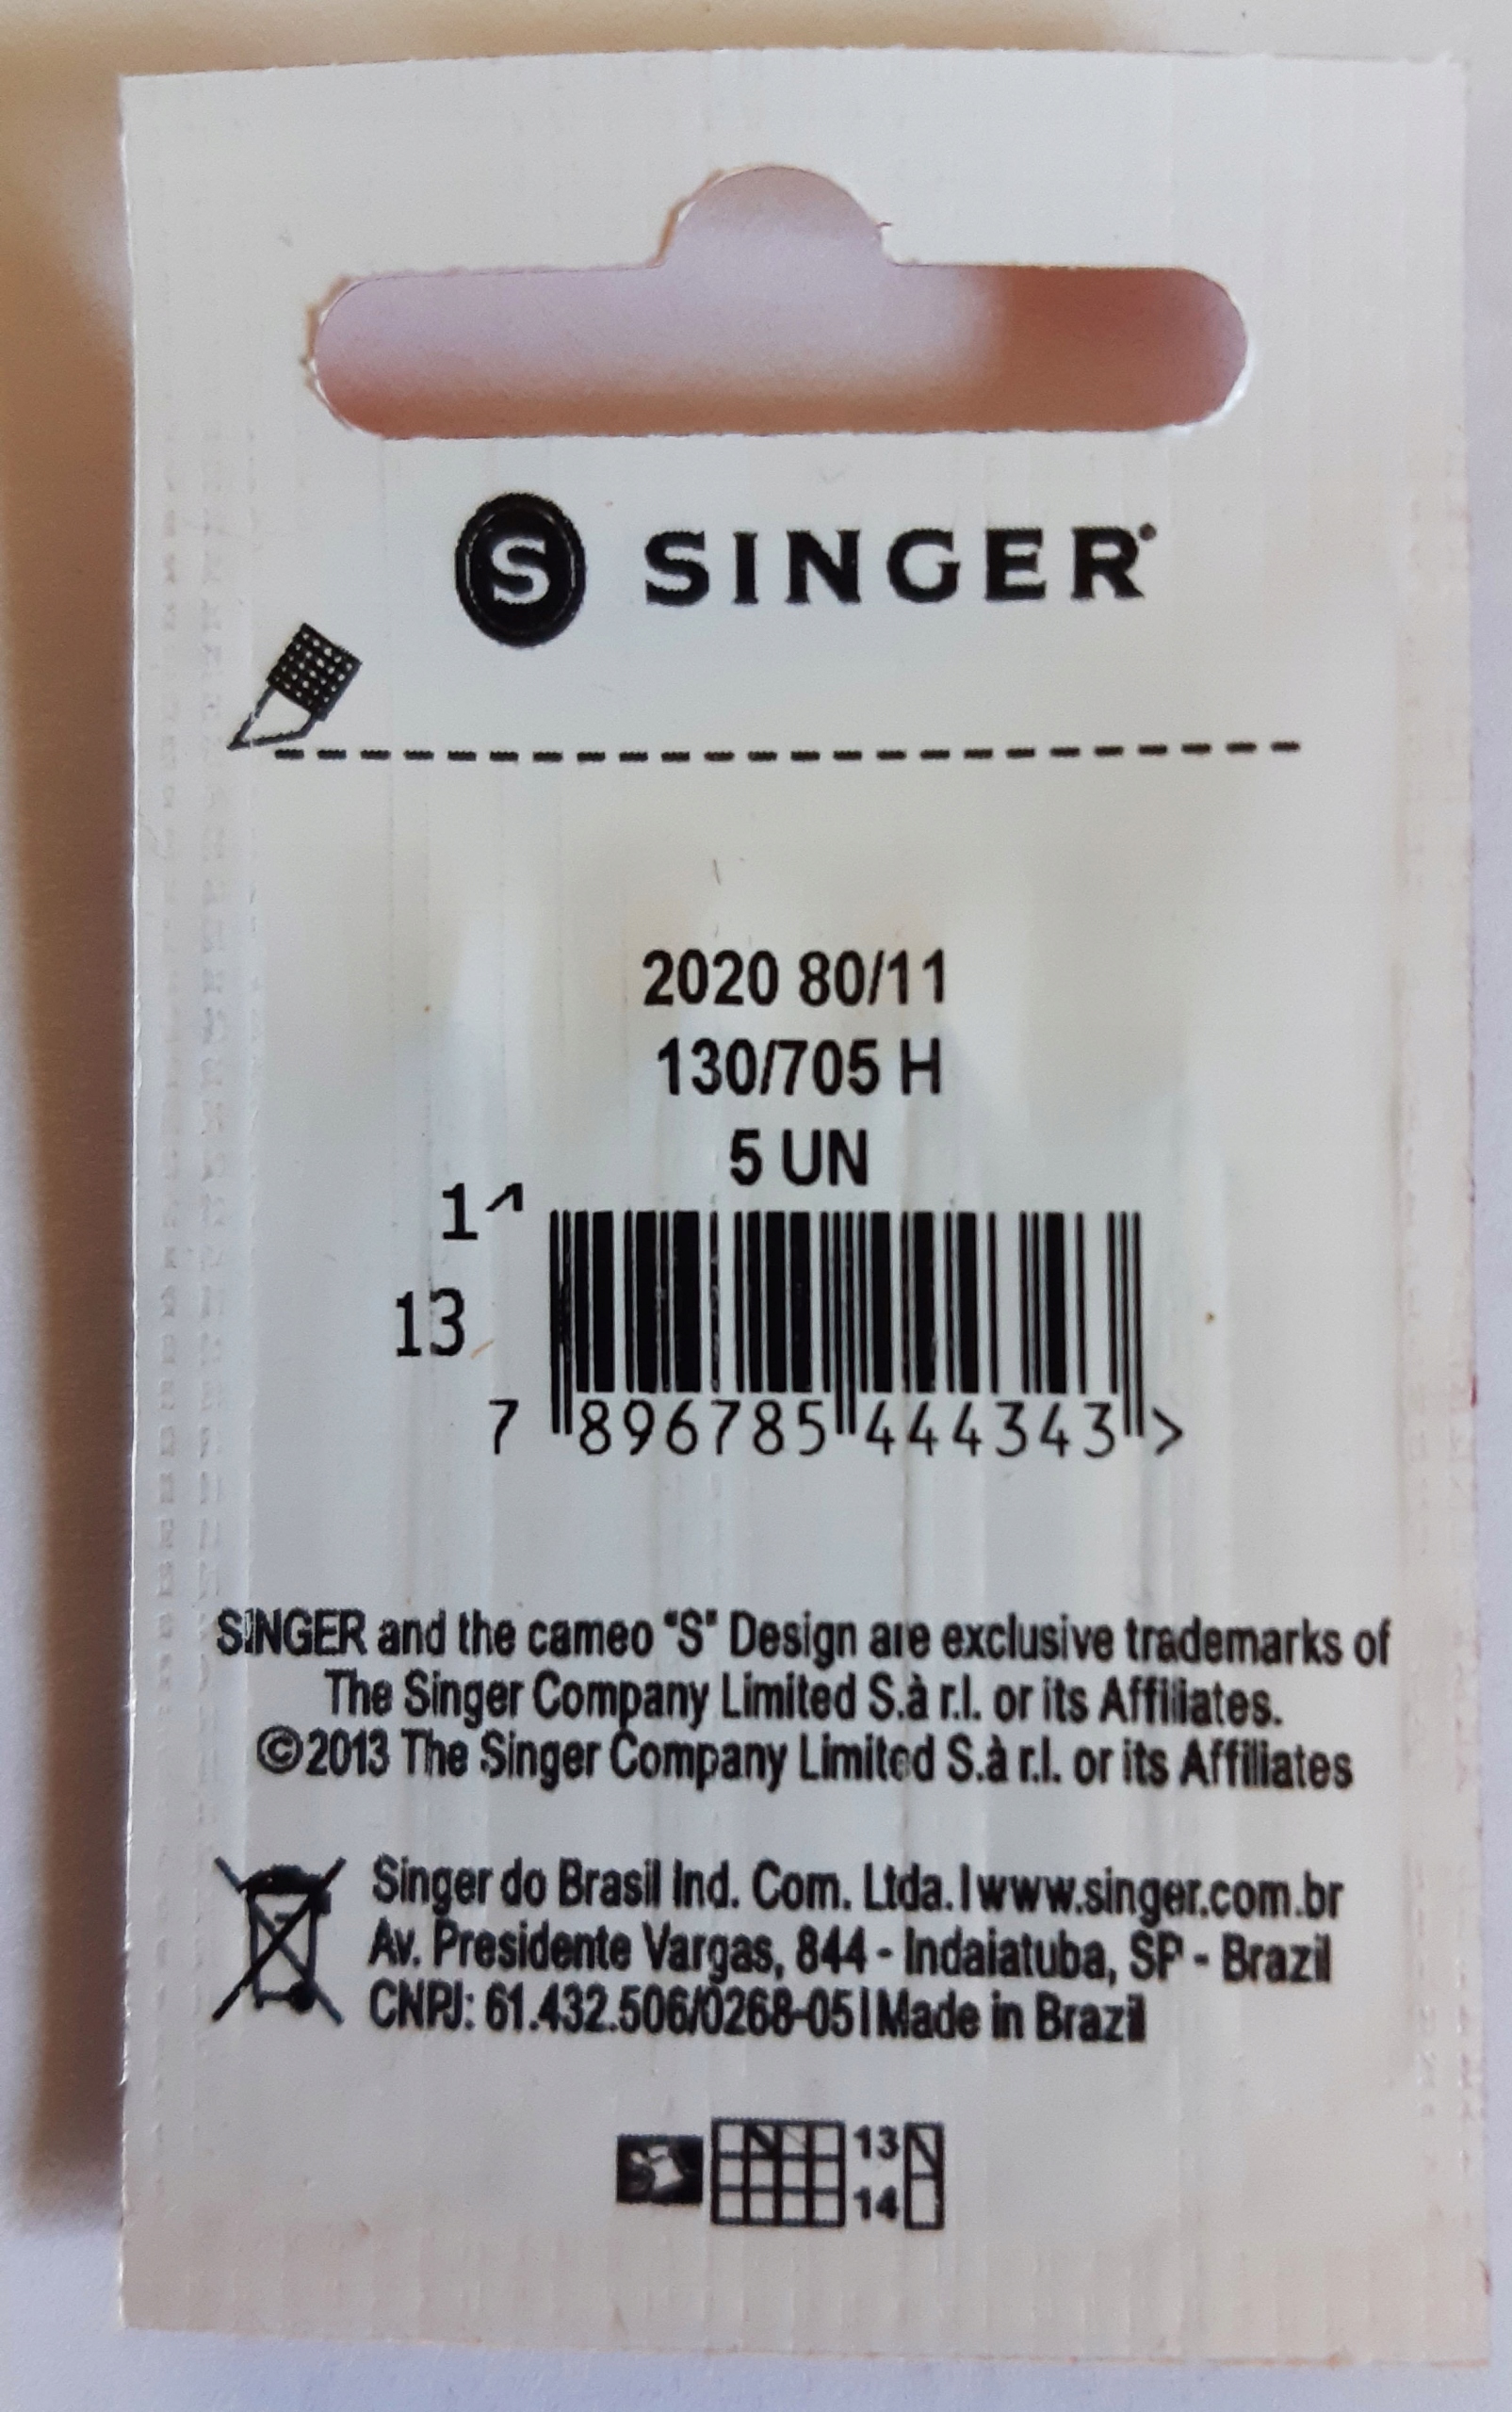 S SINGER
2020 80/11
130/705 H
5 UN
1^
13
7 896785 444343 >
SINGER and the cameo "S" Design are exclusive trademarks of
The Singer Company Limited S.à r.l. or its Affiliates.
©2013 The Singer Company Limited S.à r.l. or its Affiliates
Singer do Brasil Ind. Com. Ltda. | www.singer.com.br
Av. Presidente Vargas, 844 - Indaiatuba, SP - Brazil
CNPJ: 61.432.506/0268-05 | Made in Brazil
13
14